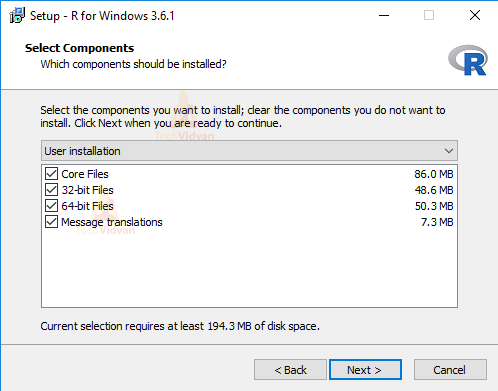 Setup - R for Windows 3.6.1
Select Components
Which components should be installed?
R
Select the components you want to install; clear the components you do not want to
install. Click Next when you are ready to continue.
TechVidvan
User installation
Core Files 86.0 MB
32-bit Files 48.6 MB
64-bit Files 50.3 MB
Message translations 7.3 MB
TechVidvan
Current selection requires at least 194.3 MB of disk space.
< Back Next > Cancel